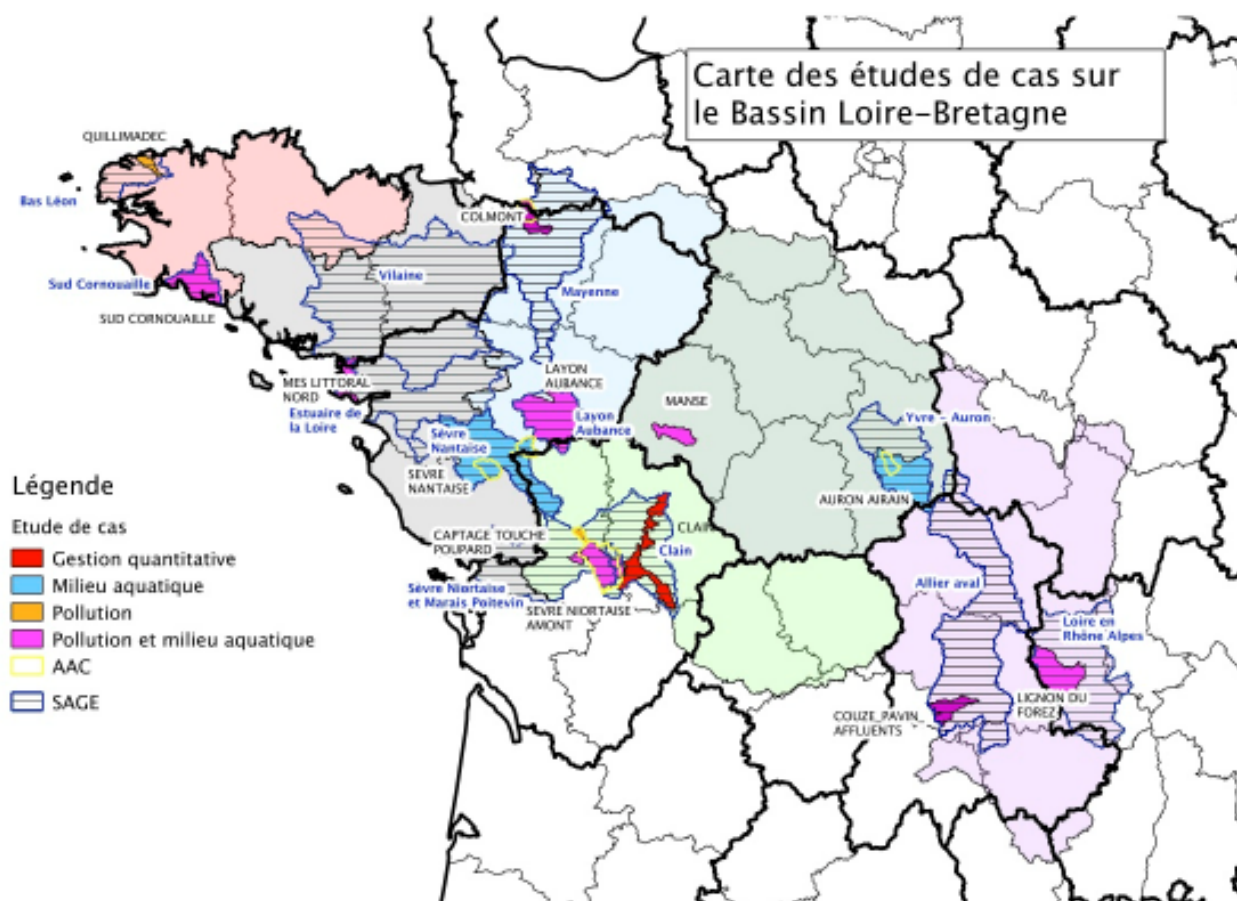 Carte des études de cas sur
le Bassin Loire-Bretagne
QUILLIMADEC
Bas Léon
COLMONT
Sud Cornouaille
Vilaine
Mayenne
SUD CORNOUAILLE
MES LITTORAL
NORD
Estuaire de
la Loire
LAYON
AUBANCE
Layon
Aubance
MANSE
Yvre - Auron
Sèvre
Nantaise
SEVRE
NANTAISE
AURON AIRAIN
CAPTAGE TOUCHE
POUPARD
CLAIN
Clain
Sèvre Niortaise
et Marais Poitevin
SEVRE NIORTAISE
AMONT
Allier aval
Loire en
Rhône Alpes
COUZE_PAVIN_
AFFLUENTS
LIGNON DU
FOREZ
Légende
Etude de cas
Gestion quantitative
Milieu aquatique
Pollution
Pollution et milieu aquatique
AAC
SAGE